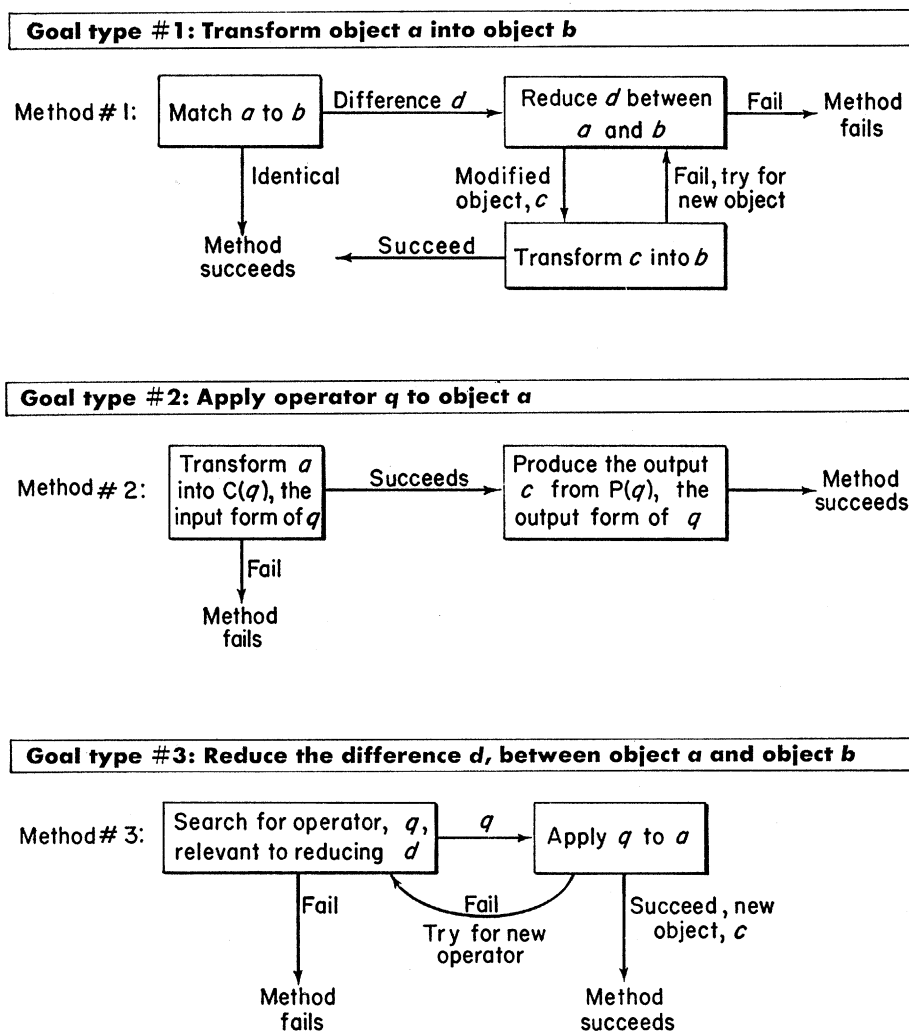 Goal type #1: Transform object a into object b
Method #1:
Match a to b
Difference d
Reduce d between
a and b
Fail
Method
fails
Identical
Modified
object, c
Fail, try for
new object
Method
succeeds
Succeed
Transform c into b
Goal type #2: Apply operator q to object a
Method #2:
Transform a
into C(q), the
input form of q
Succeeds
Produce the output
c from P(q), the
output form of q
Method
succeeds
Fail
Method
fails
Goal type #3: Reduce the difference d, between object a and object b
Method #3:
Search for operator, q,
relevant to reducing d
q
Apply q to a
Fail
Fail
Try for new
operator
Succeed, new
object, c
Method
fails
Method
succeeds